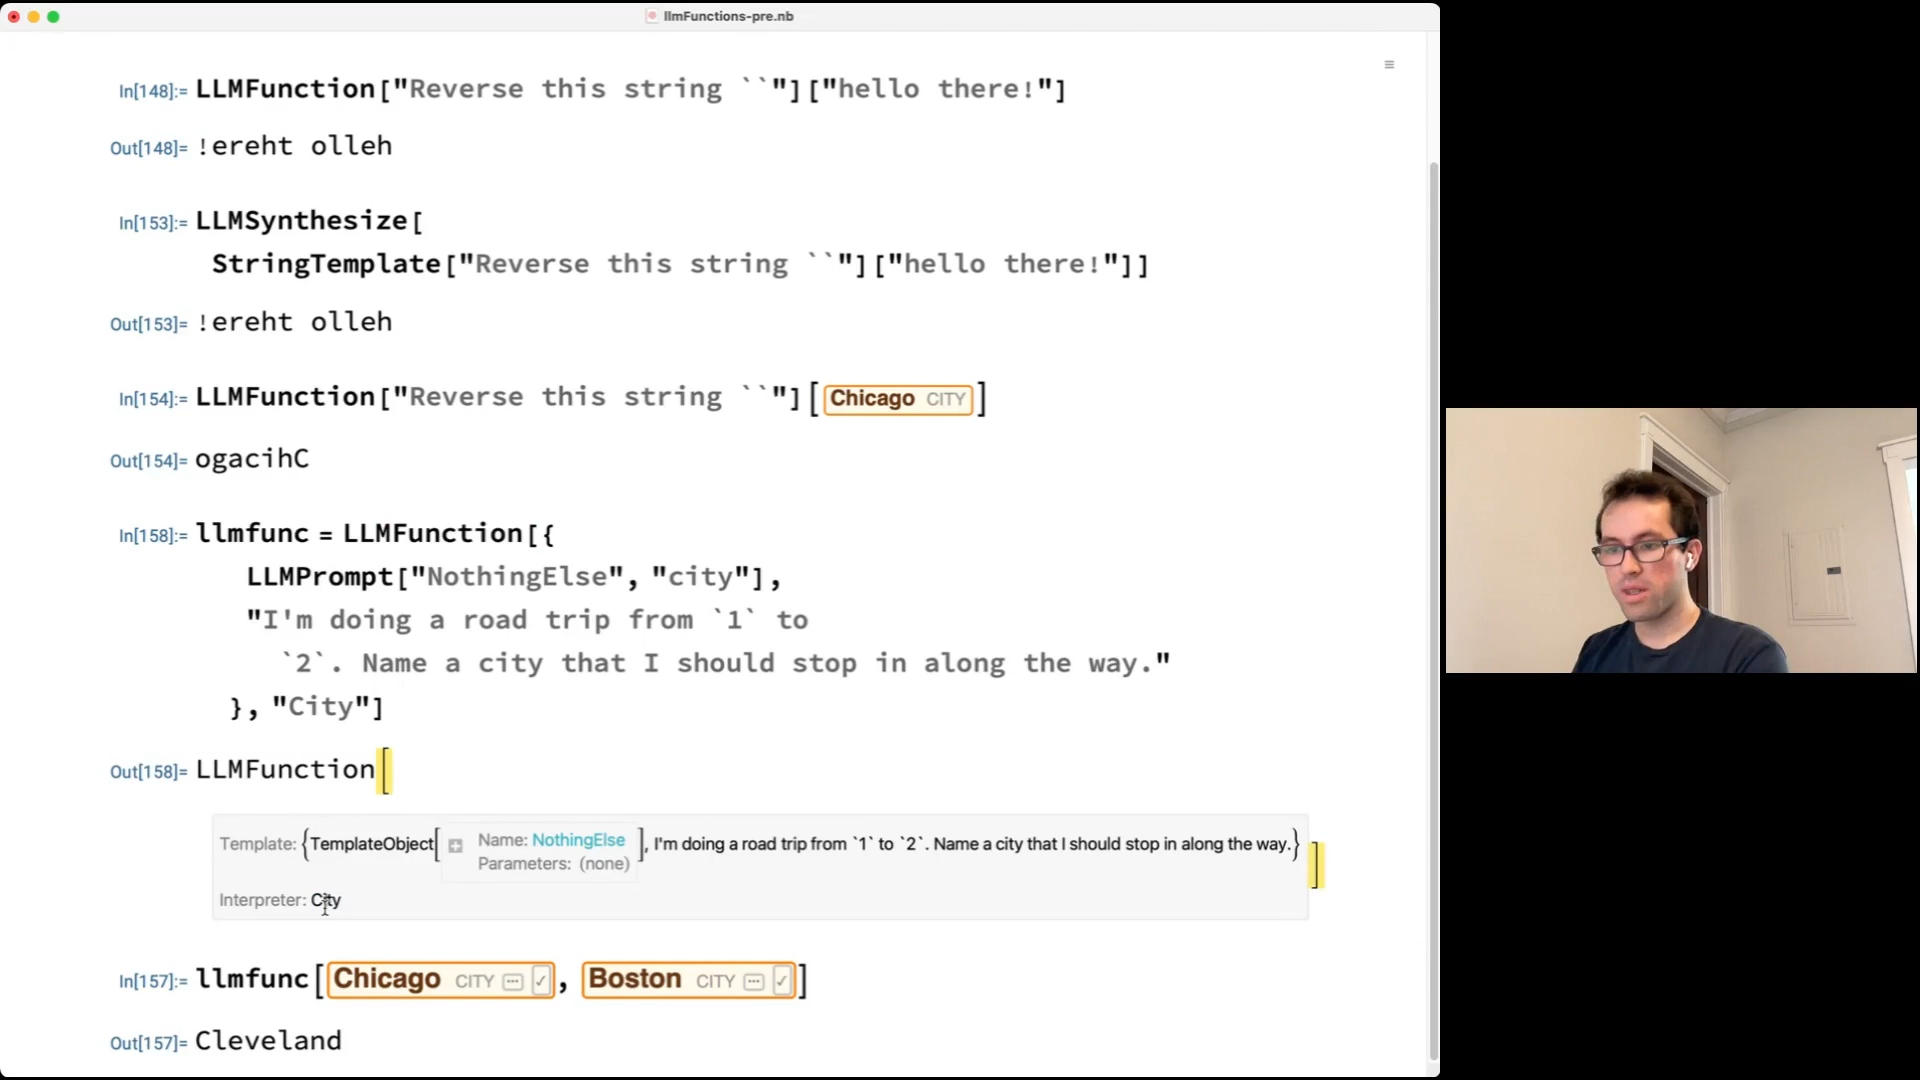 llmFunctions-pre.nb
In[148]:= LLMFunction["Reverse this string ``"]["hello there!"]
Out[148]= !ereht olleh
In[153]:= LLMSynthesize[
StringTemplate["Reverse this string ``"]["hello there!"]]
Out[153]= !ereht olleh
In[154]:= LLMFunction["Reverse this string ``"][Chicago CITY]
Out[154]= ogacihC
In[158]:= llmfunc = LLMFunction[{
LLMPrompt["NothingElse", "city"],
"I'm doing a road trip from `1` to
`2`. Name a city that I should stop in along the way."
}, "City"]
Out[158]= LLMFunction[
Template: {TemplateObject[ Name: NothingElse
Parameters: (none) ], I'm doing a road trip from `1` to `2`. Name a city that I should stop in along the way.} ]
Interpreter: City
In[157]:= llmfunc[Chicago CITY ... ✓, Boston CITY ... ✓]
Out[157]= Cleveland